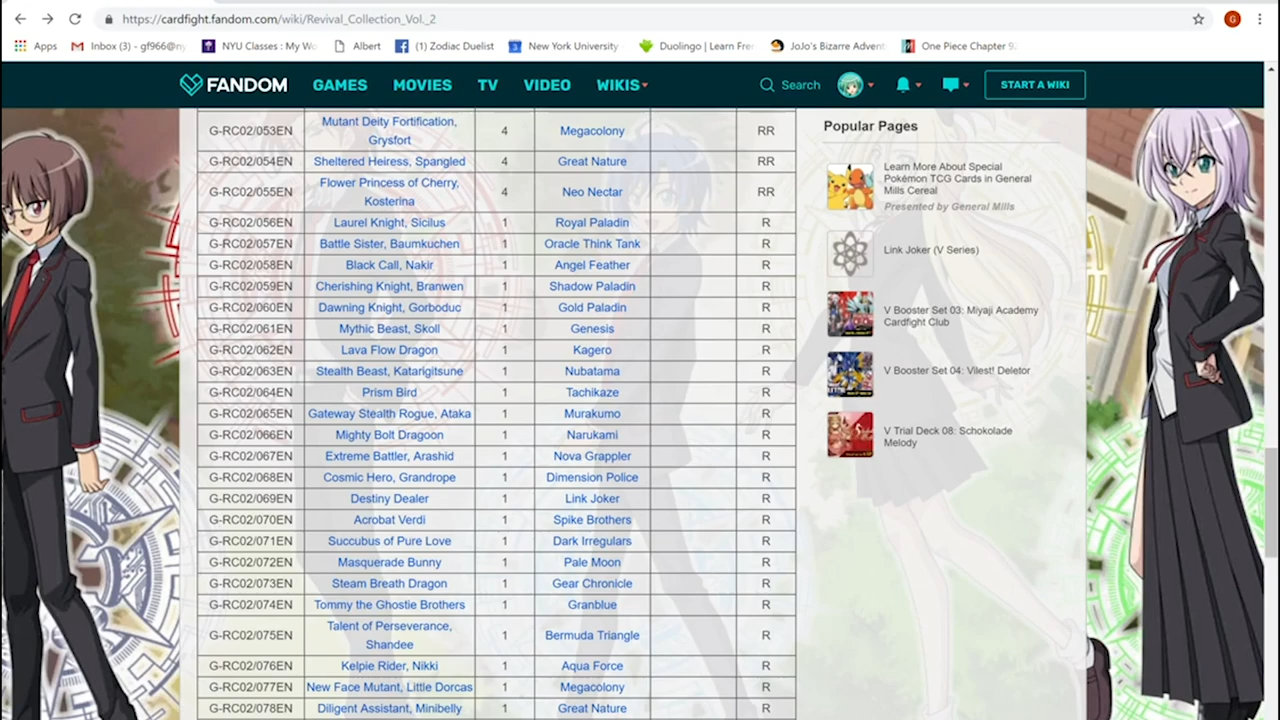 https://cardfight.fandom.com/wiki/Revival_Collection_Vol._2
G
Apps Inbox (3) - gf966@ny NYU Classes : My Wo Albert (1) Zodiac Duelist New York University Duolingo | Learn Fre JoJo's Bizarre Advent One Piece Chapter 92
FANDOM GAMES MOVIES TV VIDEO WIKIS Search START A WIKI
G-RC02/053EN Mutant Deity Fortification, Grysfort 4 Megacolony RR
G-RC02/054EN Sheltered Heiress, Spangled 4 Great Nature RR
G-RC02/055EN Flower Princess of Cherry, Kosterina 4 Neo Nectar RR
G-RC02/056EN Laurel Knight, Sicilus 1 Royal Paladin R
G-RC02/057EN Battle Sister, Baumkuchen 1 Oracle Think Tank R
G-RC02/058EN Black Call, Nakir 1 Angel Feather R
G-RC02/059EN Cherishing Knight, Branwen 1 Shadow Paladin R
G-RC02/060EN Dawning Knight, Gorboduc 1 Gold Paladin R
G-RC02/061EN Mythic Beast, Skoll 1 Genesis R
G-RC02/062EN Lava Flow Dragon 1 Kagero R
G-RC02/063EN Stealth Beast, Katarigitsune 1 Nubatama R
G-RC02/064EN Prism Bird 1 Tachikaze R
G-RC02/065EN Gateway Stealth Rogue, Ataka 1 Murakumo R
G-RC02/066EN Mighty Bolt Dragoon 1 Narukami R
G-RC02/067EN Extreme Battler, Arashid 1 Nova Grappler R
G-RC02/068EN Cosmic Hero, Grandrope 1 Dimension Police R
G-RC02/069EN Destiny Dealer 1 Link Joker R
G-RC02/070EN Acrobat Verdi 1 Spike Brothers R
G-RC02/071EN Succubus of Pure Love 1 Dark Irregulars R
G-RC02/072EN Masquerade Bunny 1 Pale Moon R
G-RC02/073EN Steam Breath Dragon 1 Gear Chronicle R
G-RC02/074EN Tommy the Ghostie Brothers 1 Granblue R
G-RC02/075EN Talent of Perseverance, Shandee 1 Bermuda Triangle R
G-RC02/076EN Kelpie Rider, Nikki 1 Aqua Force R
G-RC02/077EN New Face Mutant, Little Dorcas 1 Megacolony R
G-RC02/078EN Diligent Assistant, Minibelly 1 Great Nature R
Popular Pages
Learn More About Special
Pokémon TCG Cards in General
Mills Cereal
Presented by General Mills
Link Joker (V Series)
V Booster Set 03: Miyaji Academy
Cardfight Club
V Booster Set 04: Vilest! Deletor
V Trial Deck 08: Schokolade
Melody